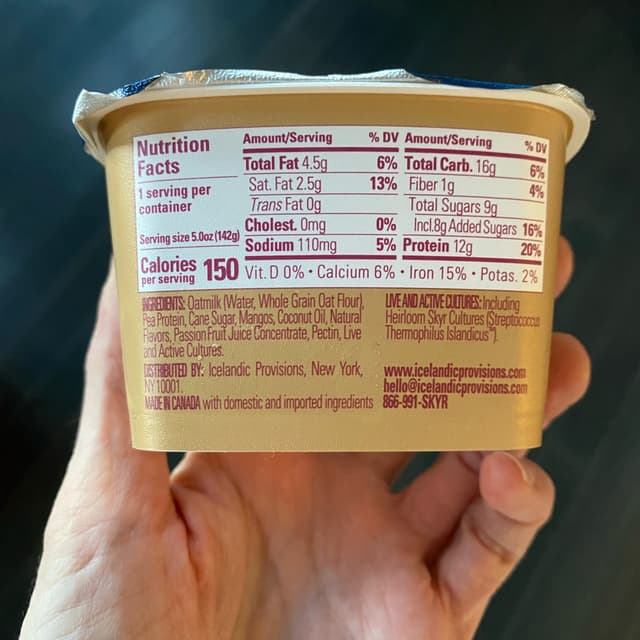 Nutrition
Facts
1 serving per
container
Serving size 5.0oz (142g)
Calories 150
per serving
Amount/Serving % DV
Total Fat 4.5g 6%
Sat. Fat 2.5g 13%
Trans Fat 0g
Cholest. 0mg 0%
Sodium 110mg 5%
Amount/Serving % DV
Total Carb. 16g 6%
Fiber 1g 4%
Total Sugars 9g
Incl.8g Added Sugars 16%
Protein 12g 20%
Vit. D 0% • Calcium 6% • Iron 15% • Potas. 2%
INGREDIENTS: Oatmilk (Water, Whole Grain Oat Flour),
Pea Protein, Cane Sugar, Mangos, Coconut Oil, Natural
Flavors, Passion Fruit Juice Concentrate, Pectin, Live
and Active Cultures.
DISTRIBUTED BY: Icelandic Provisions, New York,
NY 10001.
MADE IN CANADA with domestic and imported ingredients
LIVE AND ACTIVE CULTURES: Including
Heirloom Skyr Cultures (Streptococcus
Thermophilus Islandicus™).
www.icelandicprovisions.com
hello@icelandicprovisions.com
866-991-SKYR